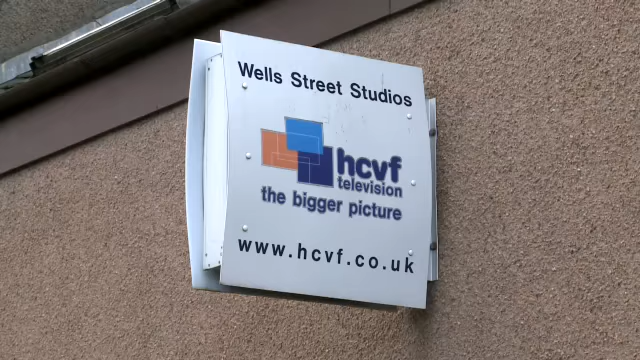 Wells Street Studios
hcvf
television
the bigger picture
www.hcvf.co.uk